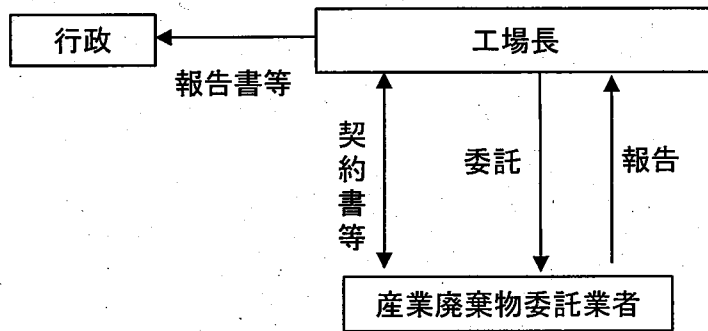 行政
工場長
報告書等
契約書等
委託
報告
産業廃棄物委託業者